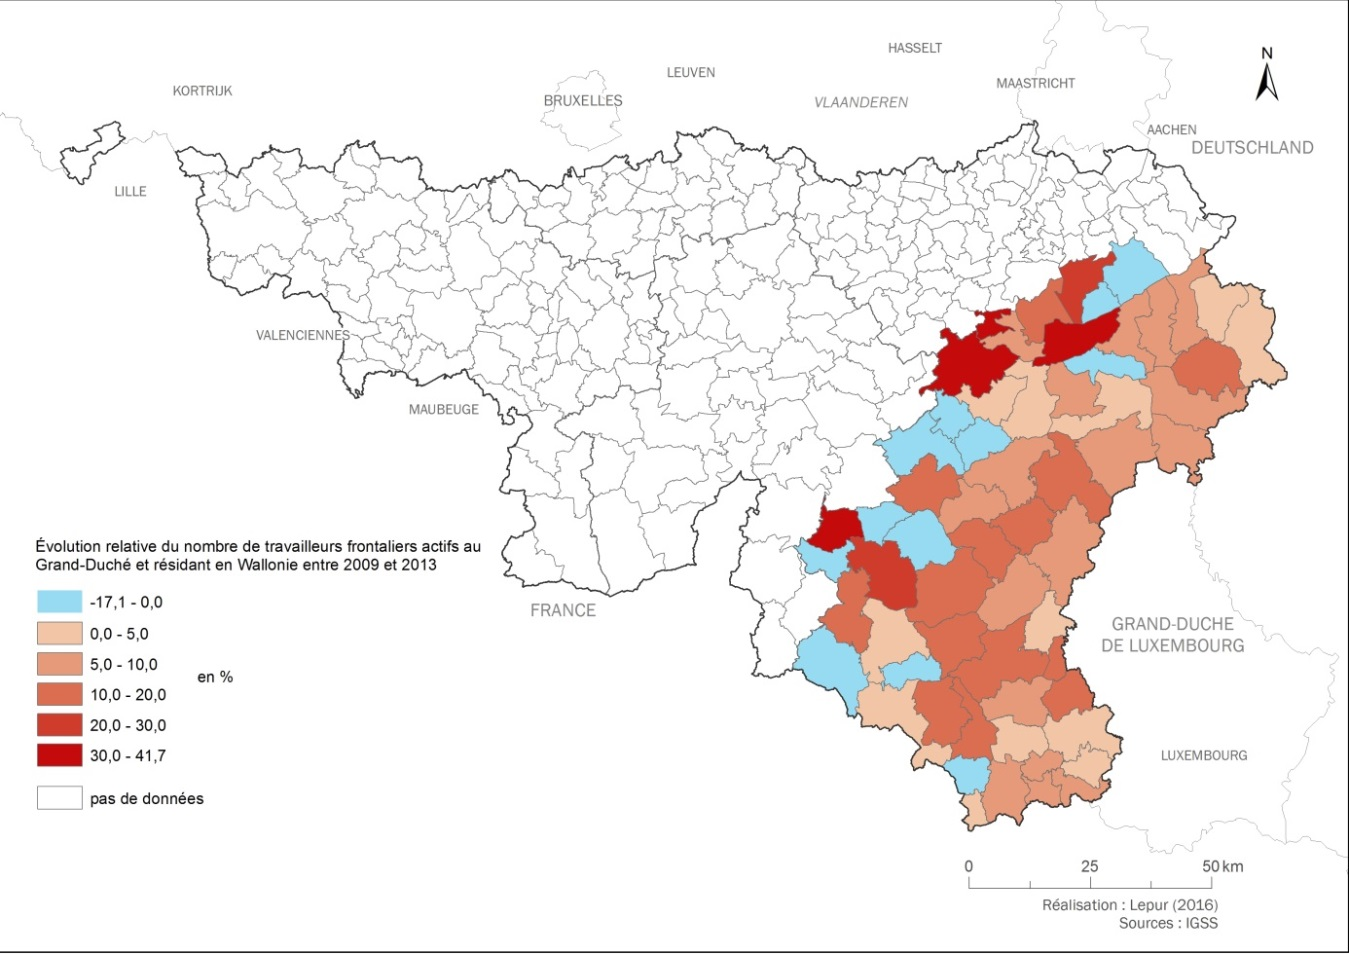 HASSELT
LEUVEN
N
MAASTRICHT
KORTRIJK
BRUXELLES
VLAANDEREN
AACHEN
DEUTSCHLAND
LILLE
VALENCIENNES
MAUBEUGE
Évolution relative du nombre de travailleurs frontaliers actifs au
Grand-Duché et résidant en Wallonie entre 2009 et 2013
-17,1 - 0,0
0,0 - 5,0
5,0 - 10,0
en %
10,0 - 20,0
20,0 - 30,0
30,0 - 41,7
pas de données
FRANCE
GRAND-DUCHE
DE LUXEMBOURG
LUXEMBOURG
0 25 50 km
Réalisation : Lepur (2016)
Sources : IGSS